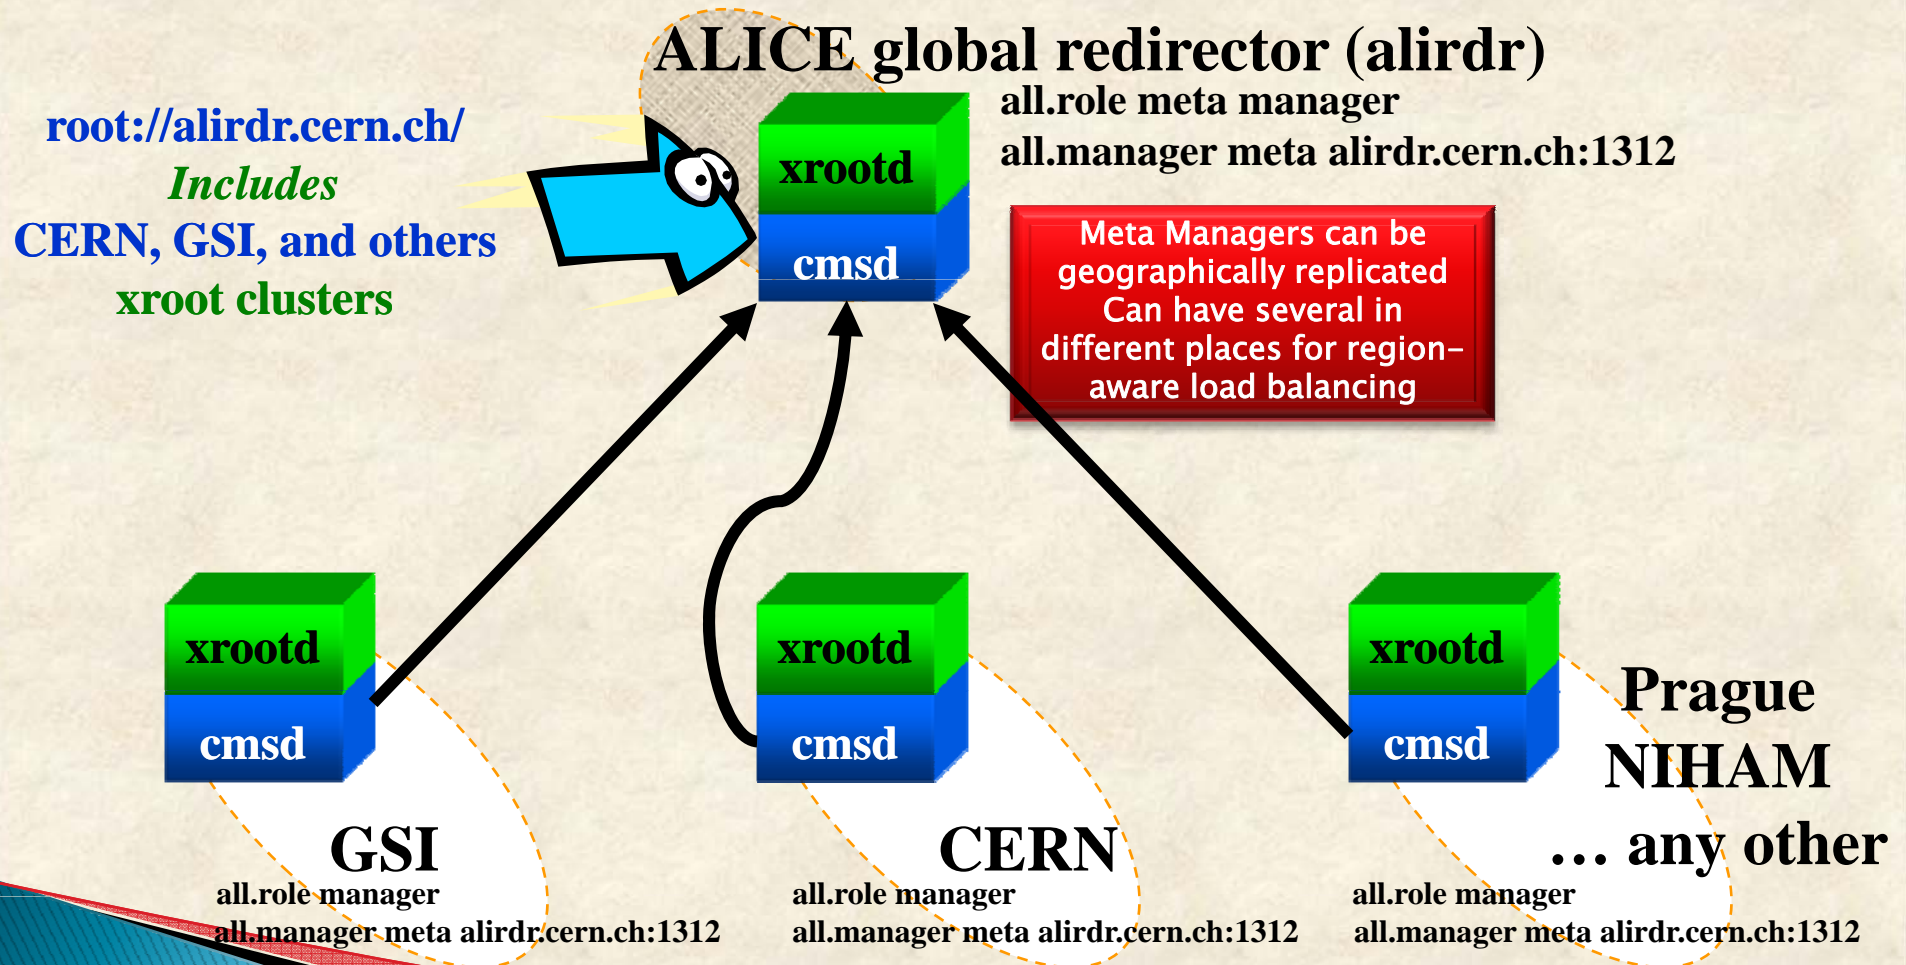 ALICE global redirector (alirdr)
all.role meta manager
all.manager meta alirdr.cern.ch:1312
root://alirdr.cern.ch/
Includes
CERN, GSI, and others
xroot clusters
xrootd
cmsd
Meta Managers can be
geographically replicated
Can have several in
different places for region-
aware load balancing
xrootd
cmsd
GSI
all.role manager
all.manager meta alirdr.cern.ch:1312
xrootd
cmsd
CERN
all.role manager
all.manager meta alirdr.cern.ch:1312
xrootd
cmsd
Prague
NIHAM
… any other
all.role manager
all.manager meta alirdr.cern.ch:1312